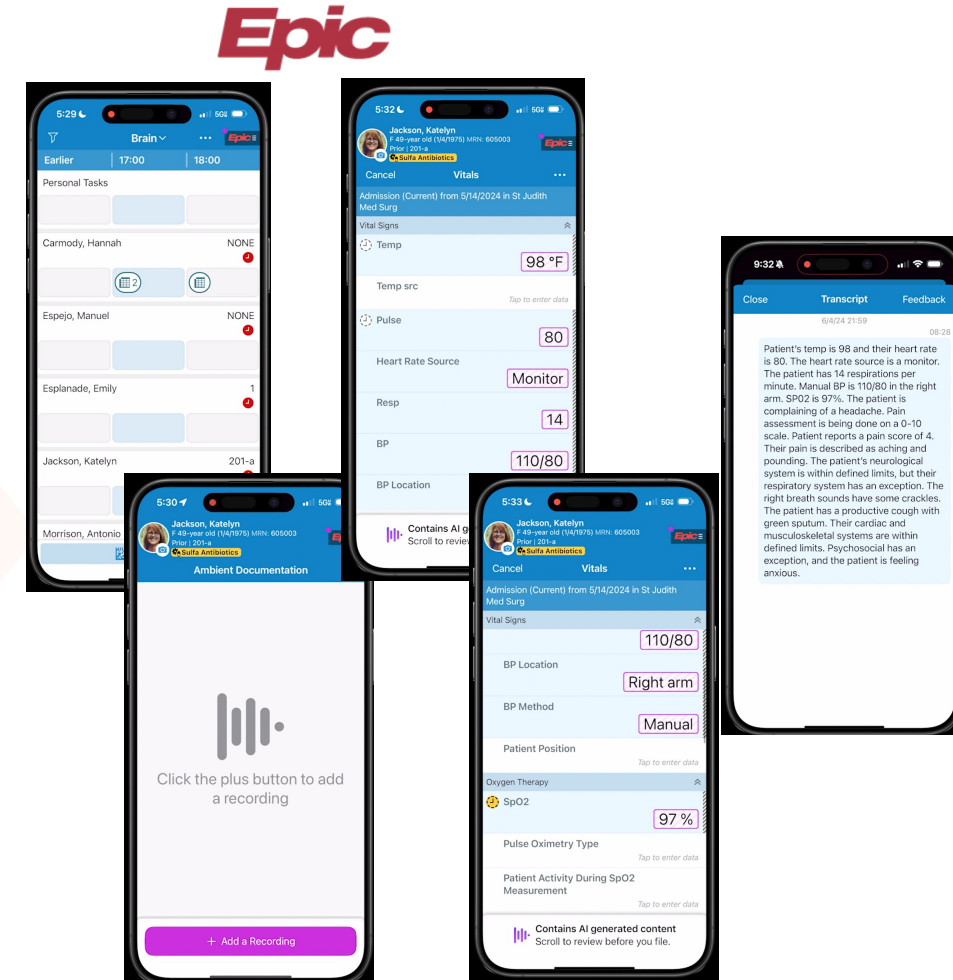 Epic
5:29
5G
Brain
Epic
Earlier
17:00
18:00
Personal Tasks
Carmody, Hannah
NONE
2
Espejo, Manuel
NONE
Esplanade, Emily
1
Jackson, Katelyn
201-a
Morrison, Antonio
5:32
5G
Jackson, Katelyn
F 49-year old (1/4/1975) MRN: 605003
Prior | 201-a
Sulfa Antibiotics
Epic
Cancel
Vitals
Admission (Current) from 5/14/2024 in St Judith
Med Surg
Vital Signs
Temp
98 °F
Temp src
Tap to enter data
Pulse
80
Heart Rate Source
Monitor
Resp
14
BP
110/80
BP Location
Contains AI g
Scroll to review
5:30
5G
Jackson, Katelyn
F 49-year old (1/4/1975) MRN: 605003
Prior | 201-a
Sulfa Antibiotics
Ambient Documentation
Click the plus button to add
a recording
+ Add a Recording
5:33
5G
Jackson, Katelyn
F 49-year old (1/4/1975) MRN: 605003
Prior | 201-a
Sulfa Antibiotics
Epic
Cancel
Vitals
Admission (Current) from 5/14/2024 in St Judith
Med Surg
Vital Signs
110/80
BP Location
Right arm
BP Method
Manual
Patient Position
Tap to enter data
Oxygen Therapy
SpO2
97 %
Pulse Oximetry Type
Tap to enter data
Patient Activity During SpO2
Measurement
Tap to enter data
Contains AI generated content
Scroll to review before you file.
9:32
Close
Transcript
Feedback
6/4/24 21:59
08:28
Patient's temp is 98 and their heart rate
is 80. The heart rate source is a monitor.
The patient has 14 respirations per
minute. Manual BP is 110/80 in the right
arm. SP02 is 97%. The patient is
complaining of a headache. Pain
assessment is being done on a 0-10
scale. Patient reports a pain score of 4.
Their pain is described as aching and
pounding. The patient's neurological
system is within defined limits, but their
respiratory system has an exception. The
right breath sounds have some crackles.
The patient has a productive cough with
green sputum. Their cardiac and
musculoskeletal systems are within
defined limits. Psychosocial has an
exception, and the patient is feeling
anxious.